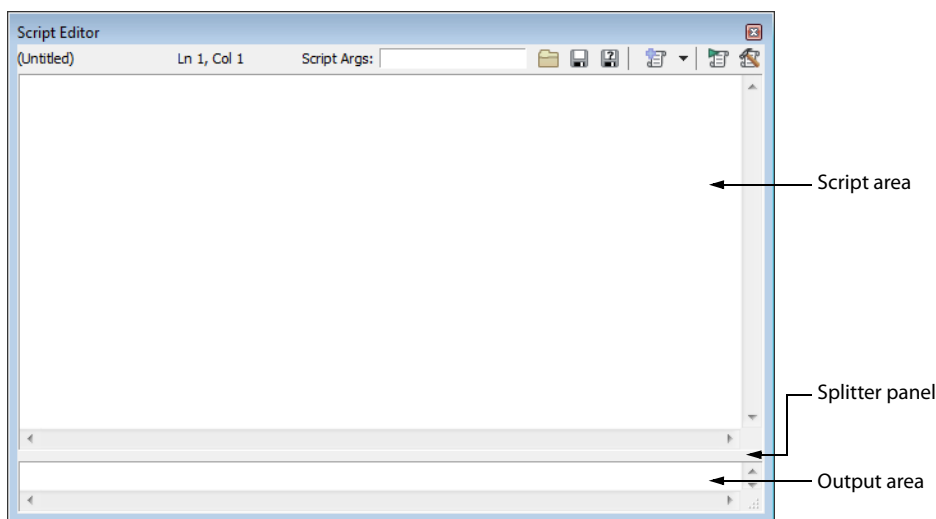 Script Editor
(Untitled) Ln 1, Col 1 Script Args:
Script area
Splitter panel
Output area